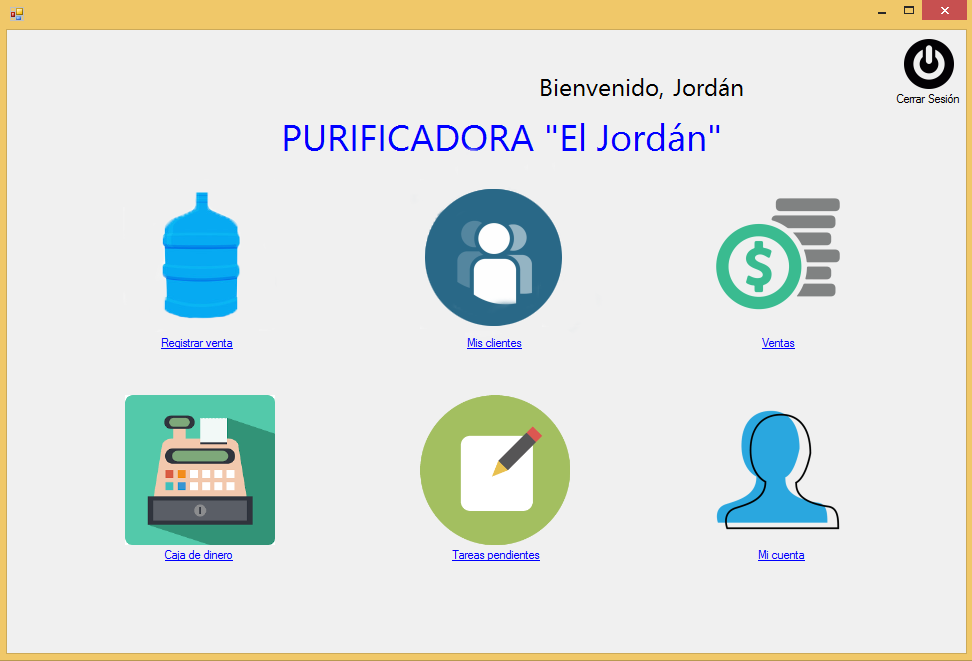 Bienvenido, Jordán
Cerrar Sesión
PURIFICADORA "El Jordán"
$
Registrar venta
Mis clientes
Ventas
Caja de dinero
Tareas pendientes
Mi cuenta